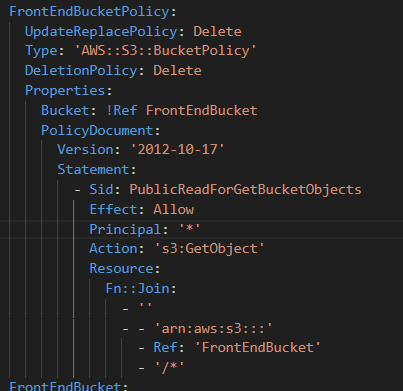 FrontEndBucketPolicy:
UpdateReplacePolicy: Delete
Type: 'AWS::S3::BucketPolicy'
DeletionPolicy: Delete
Properties:
Bucket: !Ref FrontEndBucket
PolicyDocument:
Version: '2012-10-17'
Statement:
- Sid: PublicReadForGetBucketObjects
Effect: Allow
Principal: '*'
Action: 's3:GetObject'
Resource:
Fn::Join:
- ''
- - 'arn:aws:s3:::'
- Ref: 'FrontEndBucket'
- '/*'
FrontEndBucket: